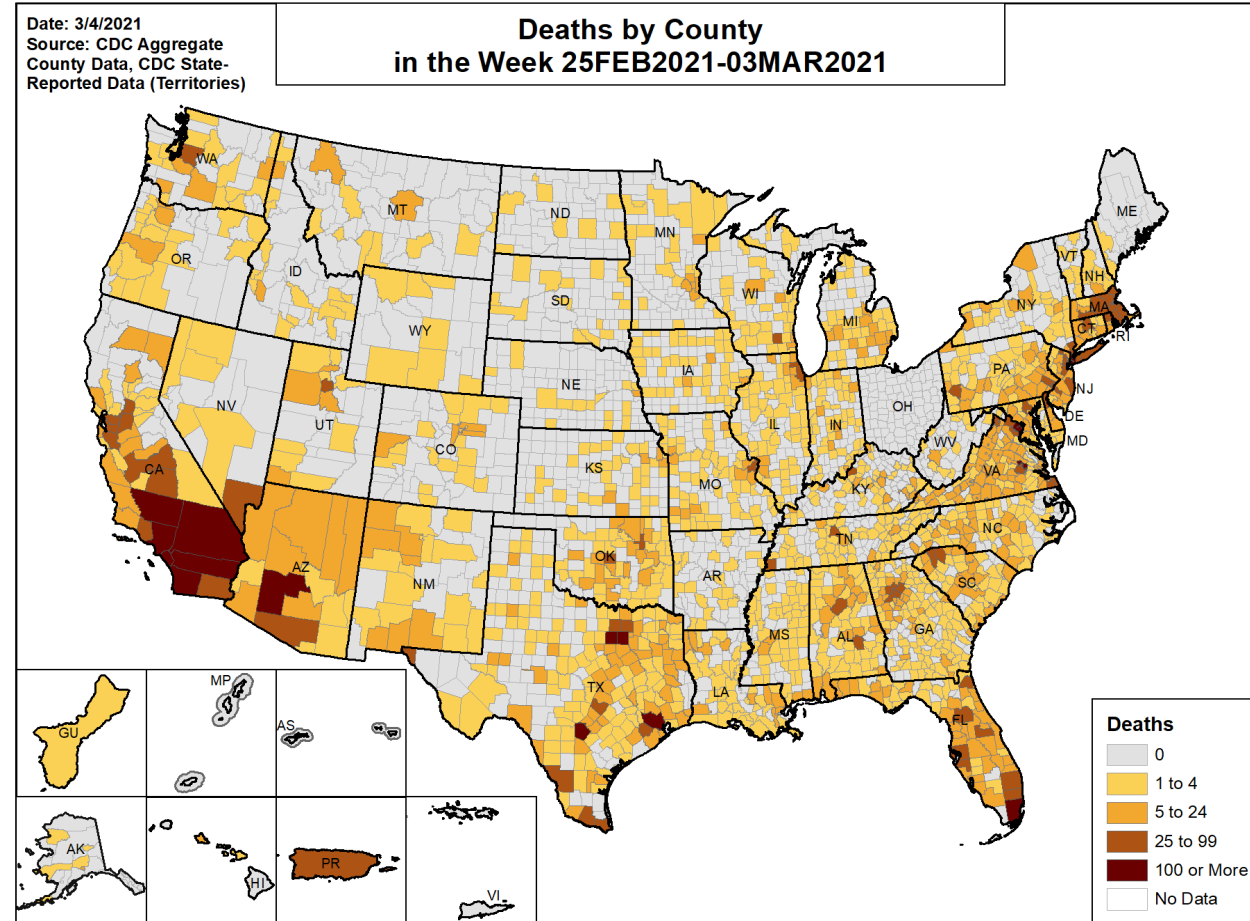 Date: 3/4/2021
Source: CDC Aggregate
County Data, CDC State-
Reported Data (Territories)
Deaths by County
in the Week 25FEB2021-03MAR2021
WA
MT
ND
MN
ME
OR
ID
SD
WI
VT
NH
WY
MI
NY
MA
CT
RI
IA
NE
PA
NV
OH
NJ
UT
CO
IL
IN
DE
MD
WV
CA
KS
MO
VA
KY
NC
TN
AZ
OK
NM
AR
SC
MS
AL
GA
TX
LA
FL
GU
MP
AS
AK
HI
PR
VI
Deaths
0
1 to 4
5 to 24
25 to 99
100 or More
No Data